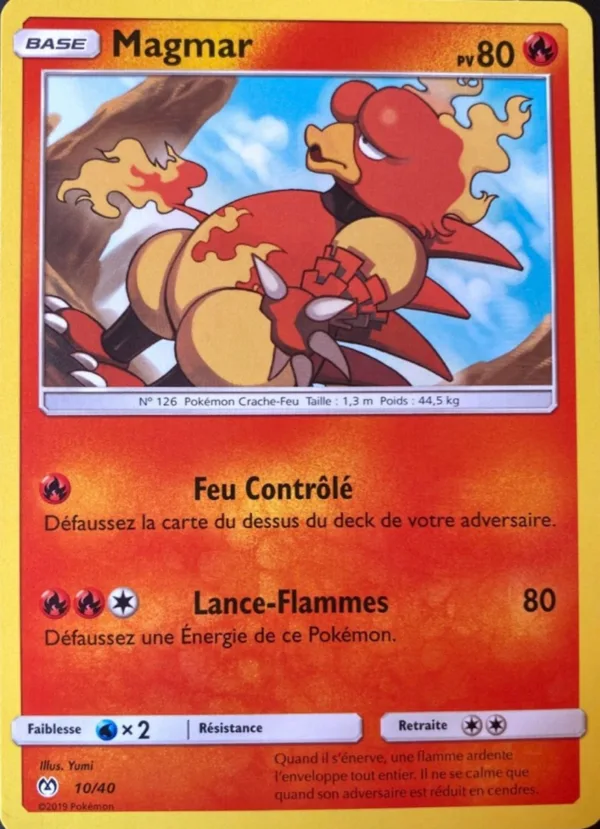 BASE Magmar PV 80
N° 126 Pokémon Crache-Feu Taille : 1,3 m Poids : 44,5 kg
Feu Contrôlé
Défaussez la carte du dessus du deck de votre adversaire.
Lance-Flammes 80
Défaussez une Énergie de ce Pokémon.
Faiblesse ×2 Résistance Retraite
Illus. Yumi
10/40
©2019 Pokémon
Quand il s'énerve, une flamme ardente
l'enveloppe tout entier. Il ne se calme que
quand son adversaire est réduit en cendres.